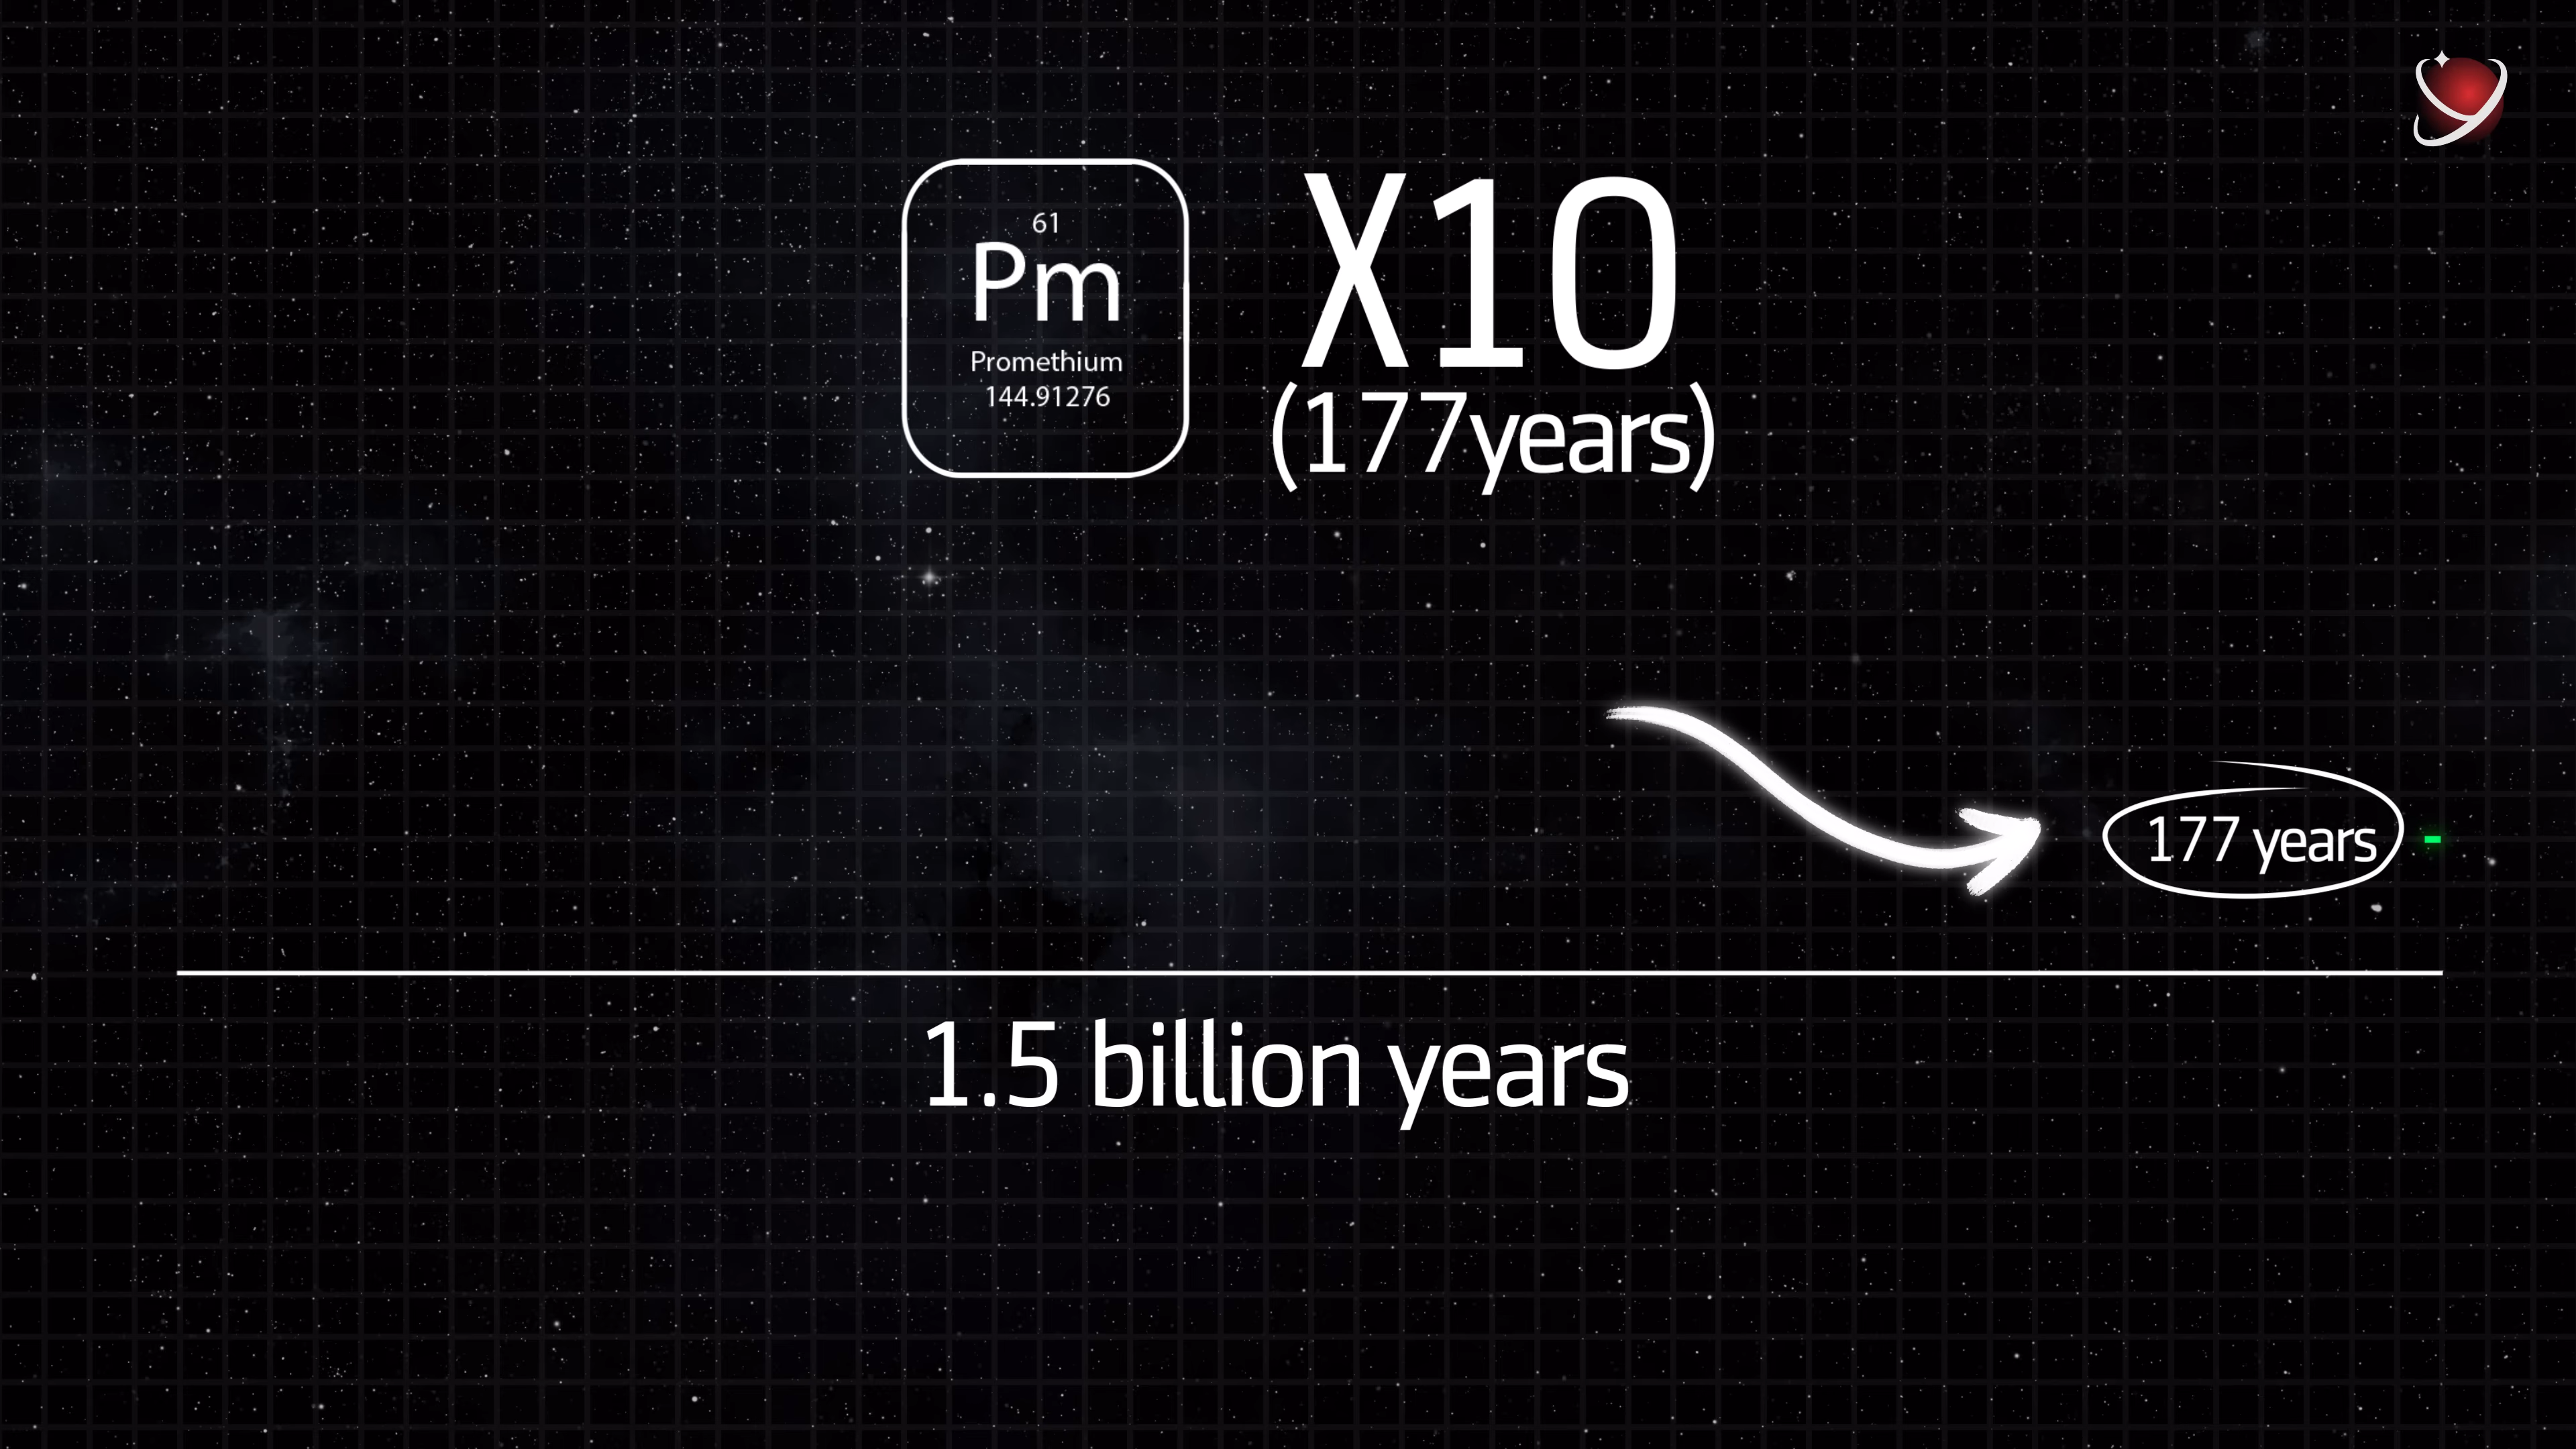 61
Pm
Promethium
144.91276
X10
(177years)
177 years
1.5 billion years